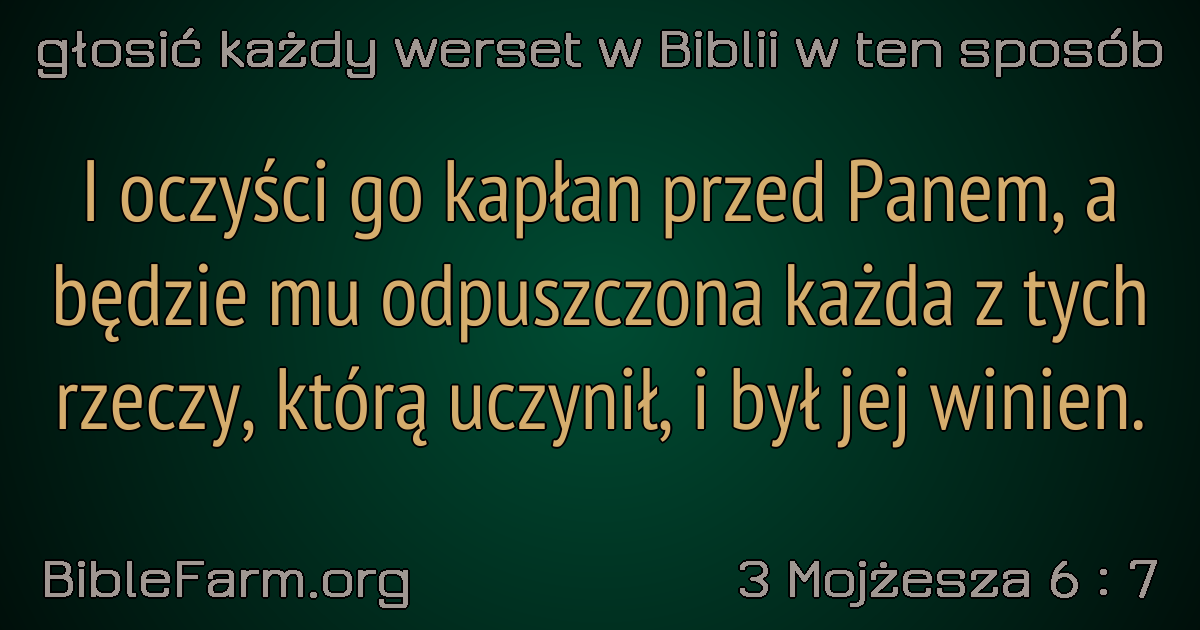 głosić każdy werset w Biblii w ten sposób
I oczyści go kapłan przed Panem, a
będzie mu odpuszczona każda z tych
rzeczy, którą uczynił, i był jej winien.
BibleFarm.org
3 Mojżesza 6 : 7